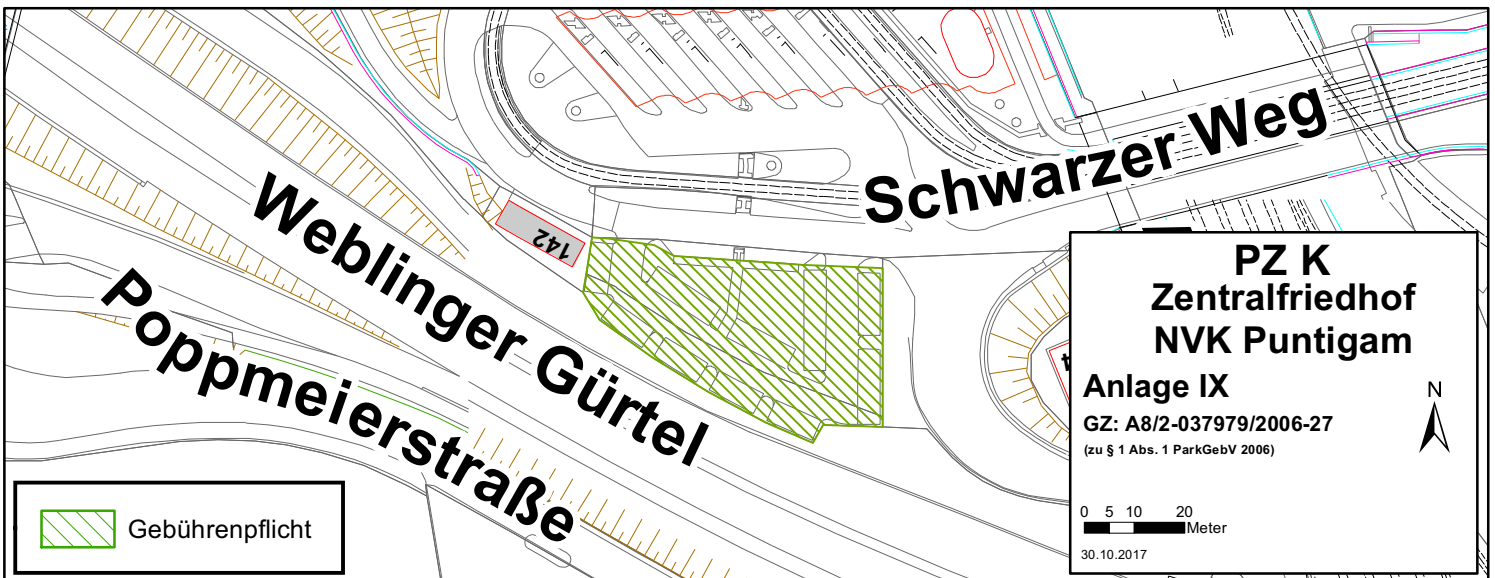 Schwarzer Weg
Weblinger Gürtel
Poppmeierstraße
142
PZ K
Zentralfriedhof
NVK Puntigam
Anlage IX
GZ: A8/2-037979/2006-27
(zu § 1 Abs. 1 ParkGebV 2006)
N
0 5 10 20
Meter
30.10.2017
Gebührenpflicht